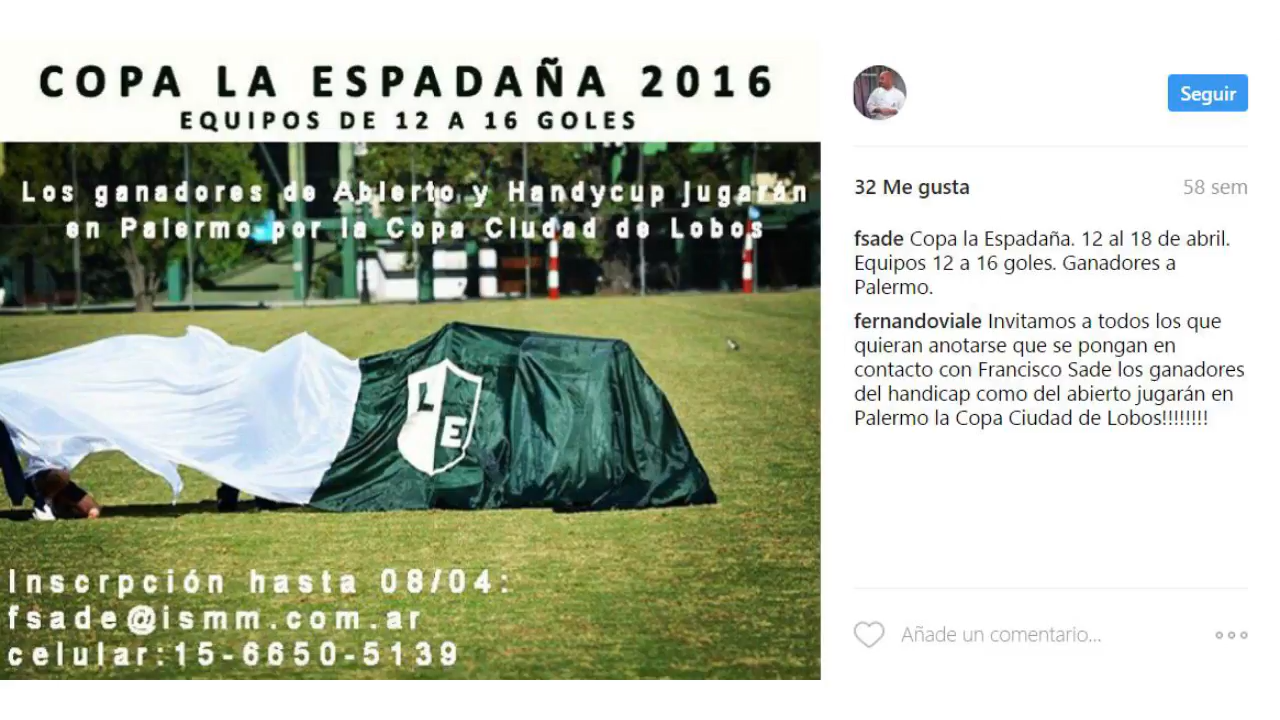 COPA LA ESPADAÑA 2016
EQUIPOS DE 12 A 16 GOLES
Los ganadores de Abierto y Handycup Jugarán
en Palermo por la Copa Ciudad de Lobos
L
E
Inscrpción hasta 08/04:
fsade@ismm.com.ar
celular:15-6650-5139
Seguir
32 Me gusta
58 sem
fsade Copa la Espadaña. 12 al 18 de abril.
Equipos 12 a 16 goles. Ganadores a
Palermo.
fernandoviale Invitamos a todos los que
quieran anotarse que se pongan en
contacto con Francisco Sade los ganadores
del handicap como del abierto jugarán en
Palermo la Copa Ciudad de Lobos!!!!!!!!
Añade un comentario...